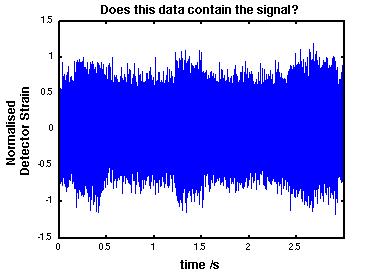 Does this data contain the signal?
1.5
1
0.5
0
-0.5
-1
-1.5
Normalised
Detector Strain
0 0.5 1 1.5 2 2.5
time /s